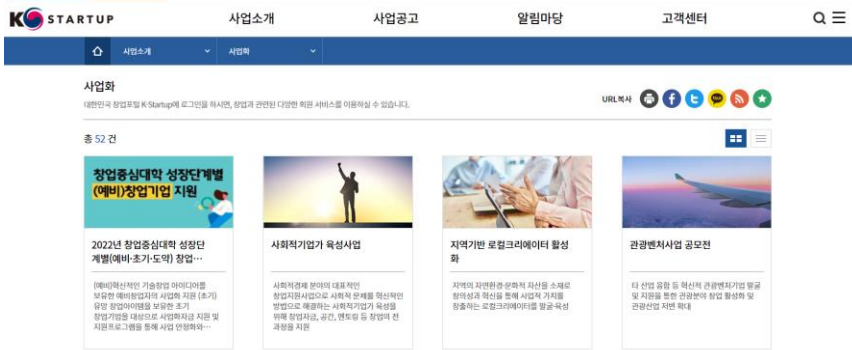 K STARTUP
사업소개 사업공고 알림마당 고객센터
사업소개 사업화
사업화
대한민국 창업포털 K-Startup에 로그인을 하시면, 창업과 관련된 다양한 회원 서비스를 이용하실 수 있습니다.
URL복사
총 52 건
창업중심대학 성장단계별
(예비)창업기업 지원
2022년 창업중심대학 성장단
계별(예비·초기·도약) 창업…
(예비)혁신적인 기술창업 아이디어를
보유한 예비창업자의 사업화 지원 (초기)
유망 창업아이템을 보유한 초기
창업기업을 대상으로 사업화자금 지원 및
지원프로그램을 통해 사업 안정화와…
사회적기업가 육성사업
사회적경제 분야의 대표적인
창업지원사업으로 사회적 문제를 혁신적인
방법으로 해결하는 사회적기업가 육성을
위해 창업자금, 공간, 멘토링 등 창업의 전
과정을 지원
지역기반 로컬크리에이터 활성
화
지역의 자연환경·문화적 자산을 소재로
창의성과 혁신을 통해 사업적 가치를
창출하는 로컬크리에이터를 발굴·육성
관광벤처사업 공모전
타 산업 융합 등 혁신적 관광벤처기업 발굴
및 지원을 통한 관광분야 창업 활성화 및
관광산업 저변 확대